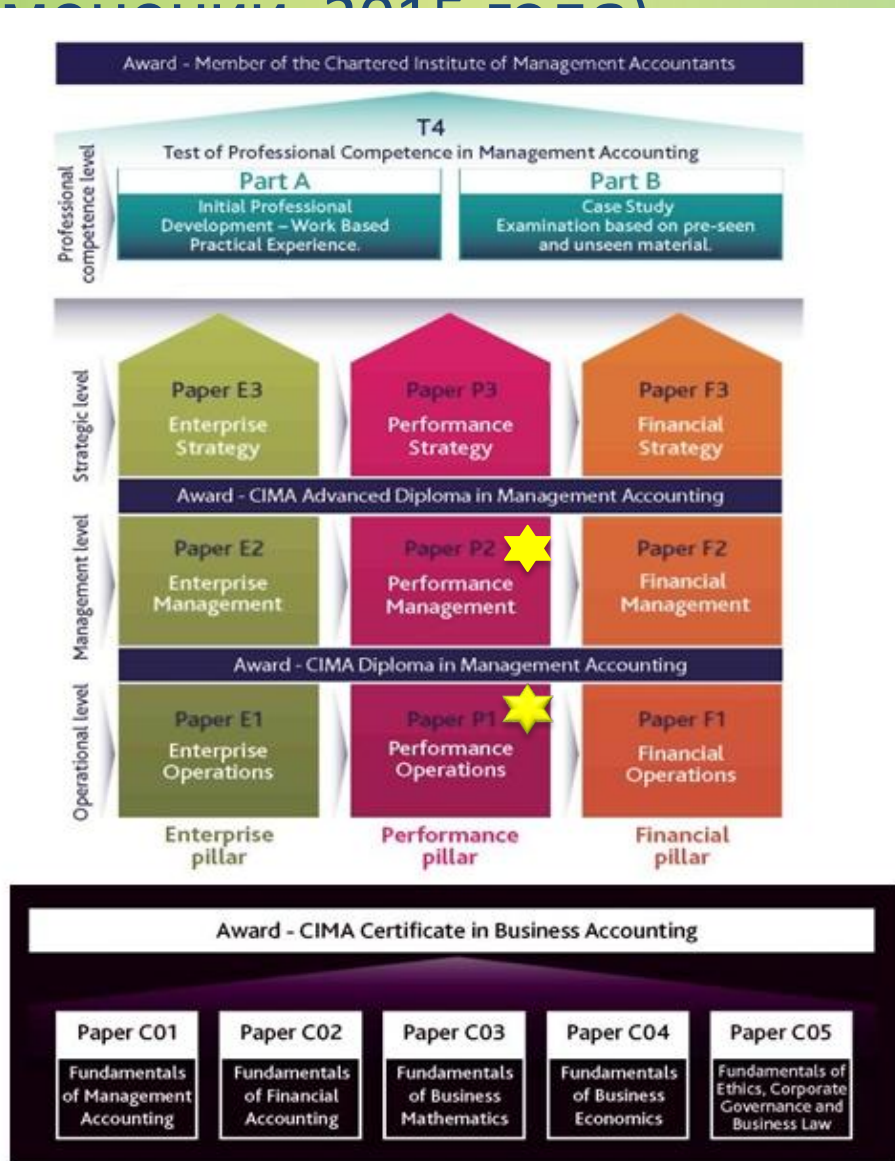 2015 года)
Award - Member of the Chartered Institute of Management Accountants
T4
Test of Professional Competence in Management Accounting
Professional
competence level
Part A
Initial Professional
Development – Work Based
Practical Experience.
Part B
Case Study
Examination based on pre-seen
and unseen material.
Strategic level
Paper E3
Enterprise
Strategy
Paper P3
Performance
Strategy
Paper F3
Financial
Strategy
Award - CIMA Advanced Diploma in Management Accounting
Management level
Paper E2
Enterprise
Management
Paper P2
Performance
Management
Paper F2
Financial
Management
Award - CIMA Diploma in Management Accounting
Operational level
Paper E1
Enterprise
Operations
Paper P1
Performance
Operations
Paper F1
Financial
Operations
Enterprise
pillar
Performance
pillar
Financial
pillar
Award - CIMA Certificate in Business Accounting
Paper C01
Fundamentals
of Management
Accounting
Paper C02
Fundamentals
of Financial
Accounting
Paper C03
Fundamentals
of Business
Mathematics
Paper C04
Fundamentals
of Business
Economics
Paper C05
Fundamentals of
Ethics, Corporate
Governance and
Business Law